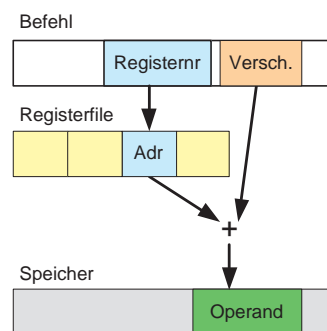 Befehl
Registernr Versch.
Registerfile
Adr
+
Speicher
Operand